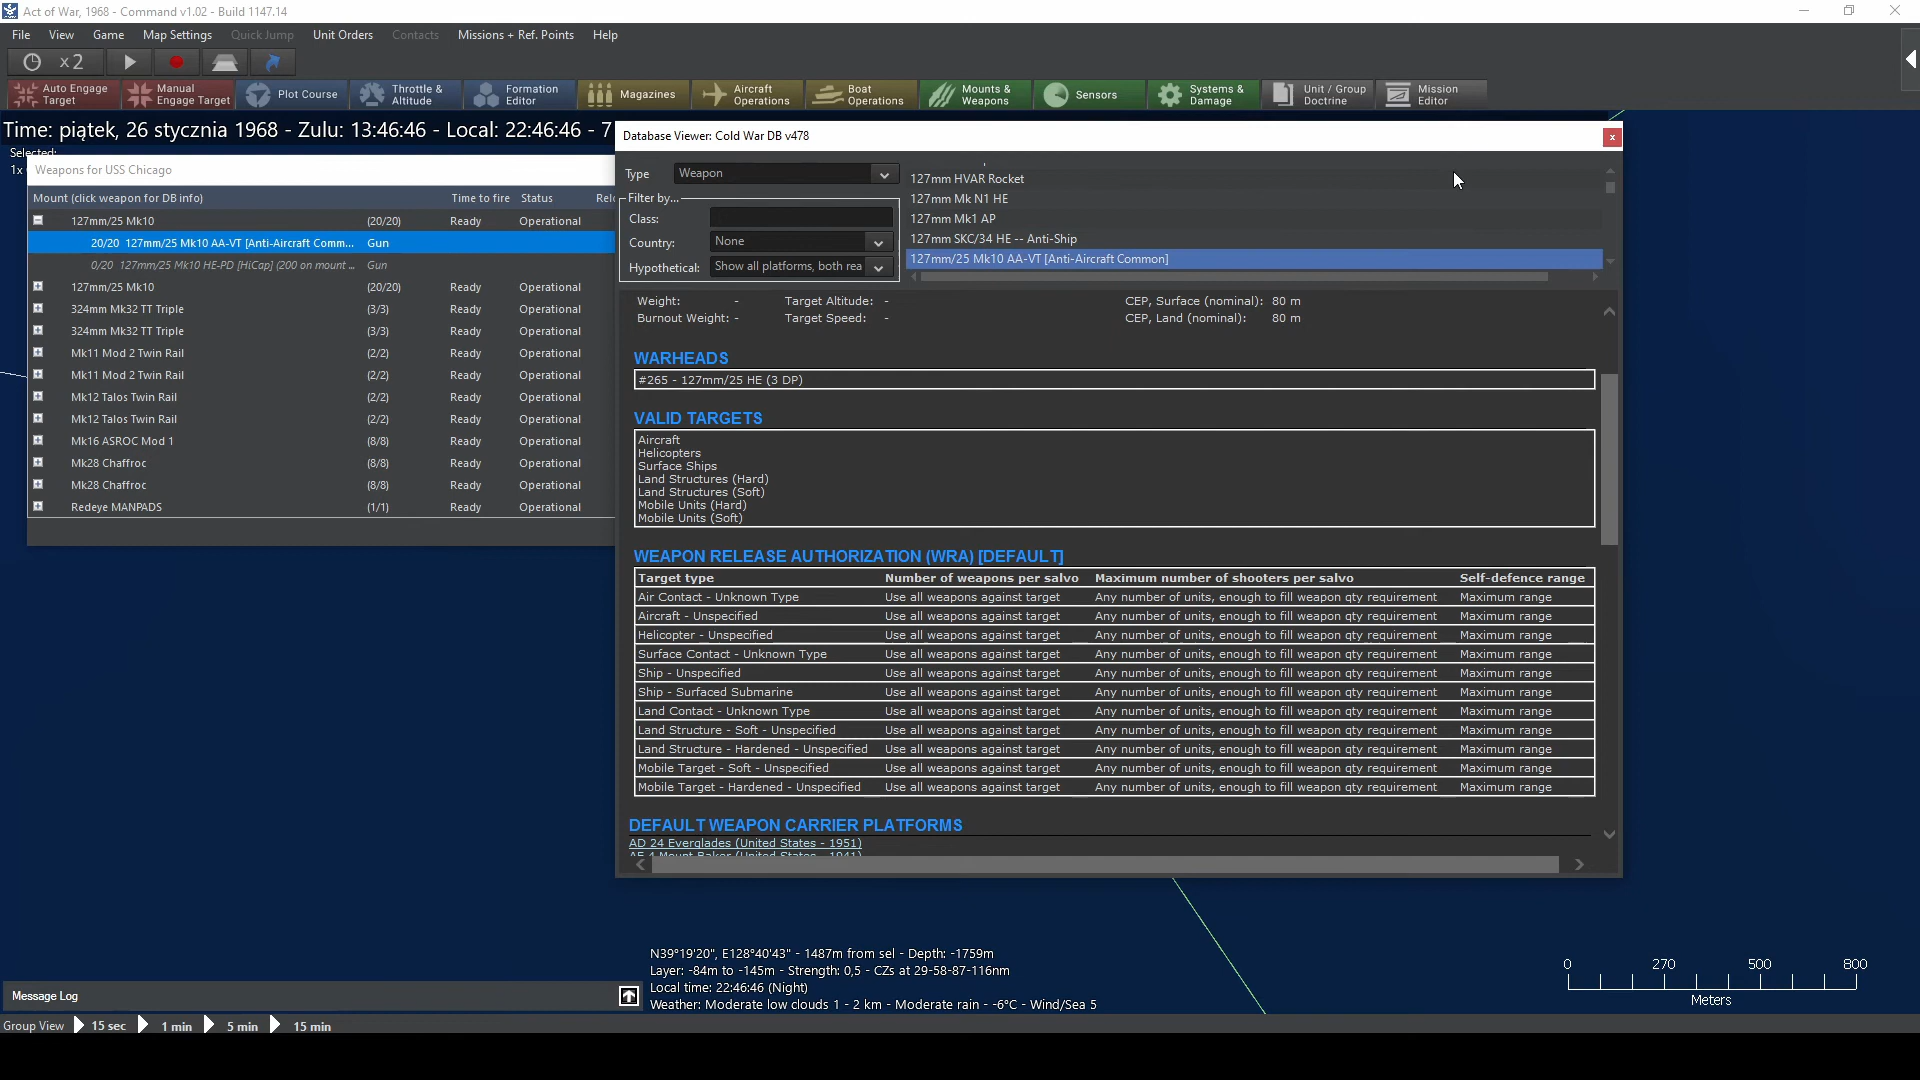 Act of War, 1968 - Command v1.02 - Build 1147.14
File View Game Map Settings Quick Jump Unit Orders Contacts Missions + Ref. Points Help
x 2
Auto Engage Target Manual Engage Target Plot Course Throttle & Altitude Formation Editor Magazines Aircraft Operations Boat Operations Mounts & Weapons Sensors Systems & Damage Unit / Group Doctrine Mission Editor
Time: piątek, 26 stycznia 1968 - Zulu: 13:46:46 - Local: 22:46:46 - 7
Selected:
1x
Weapons for USS Chicago
Mount (click weapon for DB info) Time to fire Status Relo
127mm/25 Mk10 (20/20) Ready Operational
20/20 127mm/25 Mk10 AA-VT [Anti-Aircraft Comm... Gun
0/20 127mm/25 Mk10 HE-PD [HiCap] (200 on mount ... Gun
127mm/25 Mk10 (20/20) Ready Operational
324mm Mk32 TT Triple (3/3) Ready Operational
324mm Mk32 TT Triple (3/3) Ready Operational
Mk11 Mod 2 Twin Rail (2/2) Ready Operational
Mk11 Mod 2 Twin Rail (2/2) Ready Operational
Mk12 Talos Twin Rail (2/2) Ready Operational
Mk12 Talos Twin Rail (2/2) Ready Operational
Mk16 ASROC Mod 1 (8/8) Ready Operational
Mk28 Chaffroc (8/8) Ready Operational
Mk28 Chaffroc (8/8) Ready Operational
Redeye MANPADS (1/1) Ready Operational
Database Viewer: Cold War DB v478
Type Weapon
Filter by...
Class:
Country: None
Hypothetical: Show all platforms, both rea
127mm HVAR Rocket
127mm Mk N1 HE
127mm Mk1 AP
127mm SKC/34 HE -- Anti-Ship
127mm/25 Mk10 AA-VT [Anti-Aircraft Common]
Weight: - Target Altitude: - CEP, Surface (nominal): 80 m
Burnout Weight: - Target Speed: - CEP, Land (nominal): 80 m
WARHEADS
#265 - 127mm/25 HE (3 DP)
VALID TARGETS
Aircraft
Helicopters
Surface Ships
Land Structures (Hard)
Land Structures (Soft)
Mobile Units (Hard)
Mobile Units (Soft)
WEAPON RELEASE AUTHORIZATION (WRA) [DEFAULT]
Target type Number of weapons per salvo Maximum number of shooters per salvo Self-defence range
Air Contact - Unknown Type Use all weapons against target Any number of units, enough to fill weapon qty requirement Maximum range
Aircraft - Unspecified Use all weapons against target Any number of units, enough to fill weapon qty requirement Maximum range
Helicopter - Unspecified Use all weapons against target Any number of units, enough to fill weapon qty requirement Maximum range
Surface Contact - Unknown Type Use all weapons against target Any number of units, enough to fill weapon qty requirement Maximum range
Ship - Unspecified Use all weapons against target Any number of units, enough to fill weapon qty requirement Maximum range
Ship - Surfaced Submarine Use all weapons against target Any number of units, enough to fill weapon qty requirement Maximum range
Land Contact - Unknown Type Use all weapons against target Any number of units, enough to fill weapon qty requirement Maximum range
Land Structure - Soft - Unspecified Use all weapons against target Any number of units, enough to fill weapon qty requirement Maximum range
Land Structure - Hardened - Unspecified Use all weapons against target Any number of units, enough to fill weapon qty requirement Maximum range
Mobile Target - Soft - Unspecified Use all weapons against target Any number of units, enough to fill weapon qty requirement Maximum range
Mobile Target - Hardened - Unspecified Use all weapons against target Any number of units, enough to fill weapon qty requirement Maximum range
DEFAULT WEAPON CARRIER PLATFORMS
AD 24 Everglades (United States - 1951)
AE 4 Mount Baker (United States - 1941)
N39°19'20", E128°40'43" - 1487m from sel - Depth: -1759m
Layer: -84m to -145m - Strength: 0,5 - CZs at 29-58-87-116nm
Local time: 22:46:46 (Night)
Weather: Moderate low clouds 1 - 2 km - Moderate rain - -6°C - Wind/Sea 5
0 270 500 800
Meters
Message Log
Group View 15 sec 1 min 5 min 15 min